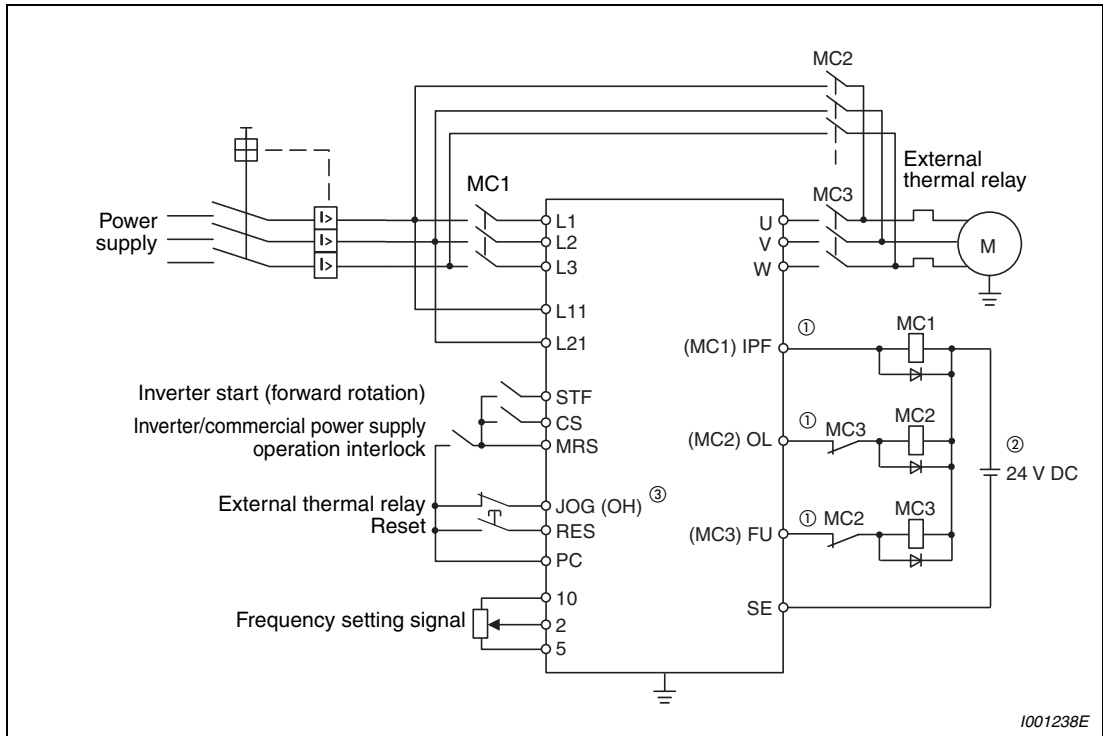 MC2
External
thermal relay
MC1
MC3
Power
supply
I>
I>
I>
L1
L2
L3
L11
L21
U
V
W
M
Inverter start (forward rotation)
Inverter/commercial power supply
operation interlock
STF
CS
MRS
External thermal relay
Reset
JOG (OH) ③
RES
PC
Frequency setting signal
10
2
5
(MC1) IPF
①
MC1
(MC2) OL
①
MC3
MC2
②
24 V DC
(MC3) FU
①
MC2
MC3
SE
I001238E